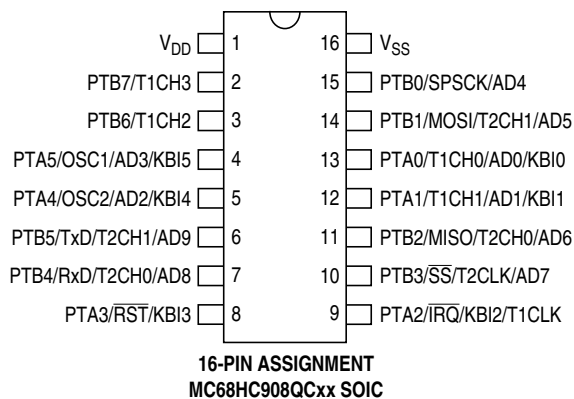 V_DD 1 16 V_SS
PTB7/T1CH3 2 15 PTB0/SPSCK/AD4
PTB6/T1CH2 3 14 PTB1/MOSI/T2CH1/AD5
PTA5/OSC1/AD3/KBI5 4 13 PTA0/T1CH0/AD0/KBI0
PTA4/OSC2/AD2/KBI4 5 12 PTA1/T1CH1/AD1/KBI1
PTB5/TxD/T2CH1/AD9 6 11 PTB2/MISO/T2CH0/AD6
PTB4/RxD/T2CH0/AD8 7 10 PTB3/S̅S̅/T2CLK/AD7
PTA3/R̅S̅T̅/KBI3 8 9 PTA2/I̅R̅Q̅/KBI2/T1CLK
16-PIN ASSIGNMENT
MC68HC908QCxx SOIC